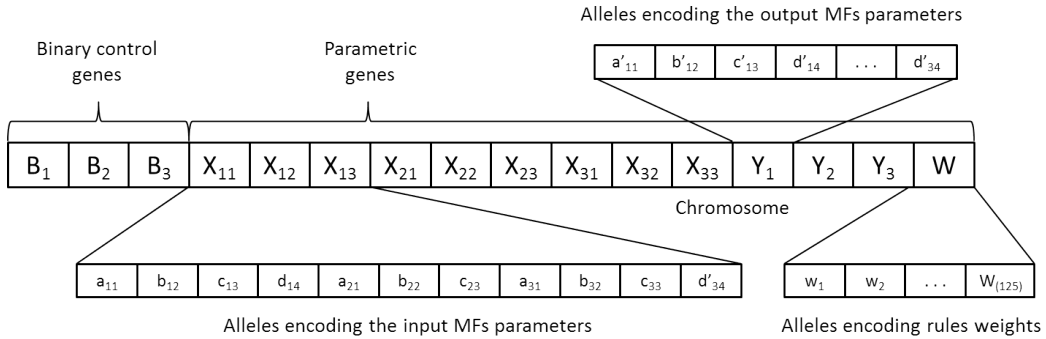 Alleles encoding the output MFs parameters
Binary control
genes
Parametric
genes
a'₁₁ b'₁₂ c'₁₃ d'₁₄ ... d'₃₄
B₁ B₂ B₃ X₁₁ X₁₂ X₁₃ X₂₁ X₂₂ X₂₃ X₃₁ X₃₂ X₃₃ Y₁ Y₂ Y₃ W
Chromosome
a₁₁ b₁₂ c₁₃ d₁₄ a₂₁ b₂₂ c₂₃ a₃₁ b₃₂ c₃₃ d'₃₄
w₁ w₂ ... W₍₁₂₅₎
Alleles encoding the input MFs parameters
Alleles encoding rules weights